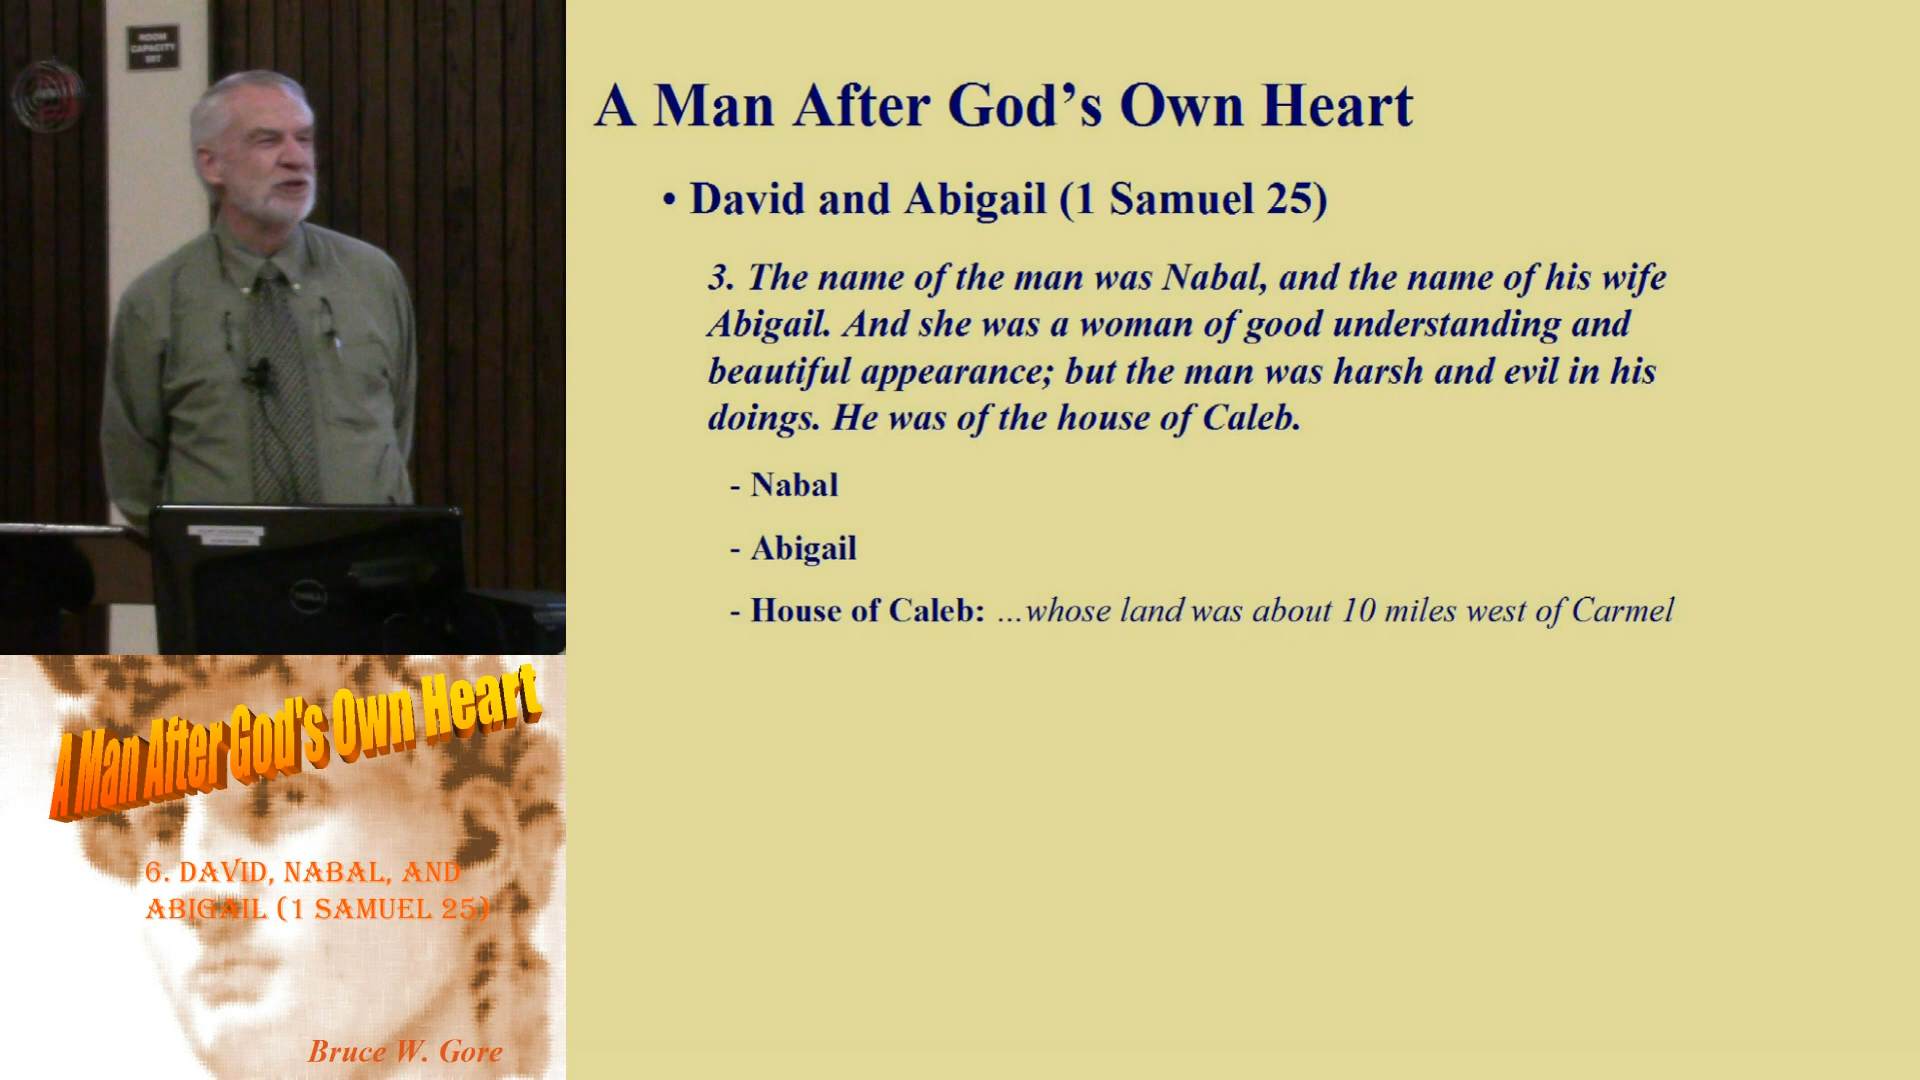 ROOM
CAPACITY
A Man After God’s Own Heart
• David and Abigail (1 Samuel 25)
3. The name of the man was Nabal, and the name of his wife
Abigail. And she was a woman of good understanding and
beautiful appearance; but the man was harsh and evil in his
doings. He was of the house of Caleb.
- Nabal
- Abigail
- House of Caleb: ...whose land was about 10 miles west of Carmel
DELL
A Man After God's Own Heart
6. DAVID, NABAL, AND
ABIGAIL (1 SAMUEL 25)
Bruce W. Gore